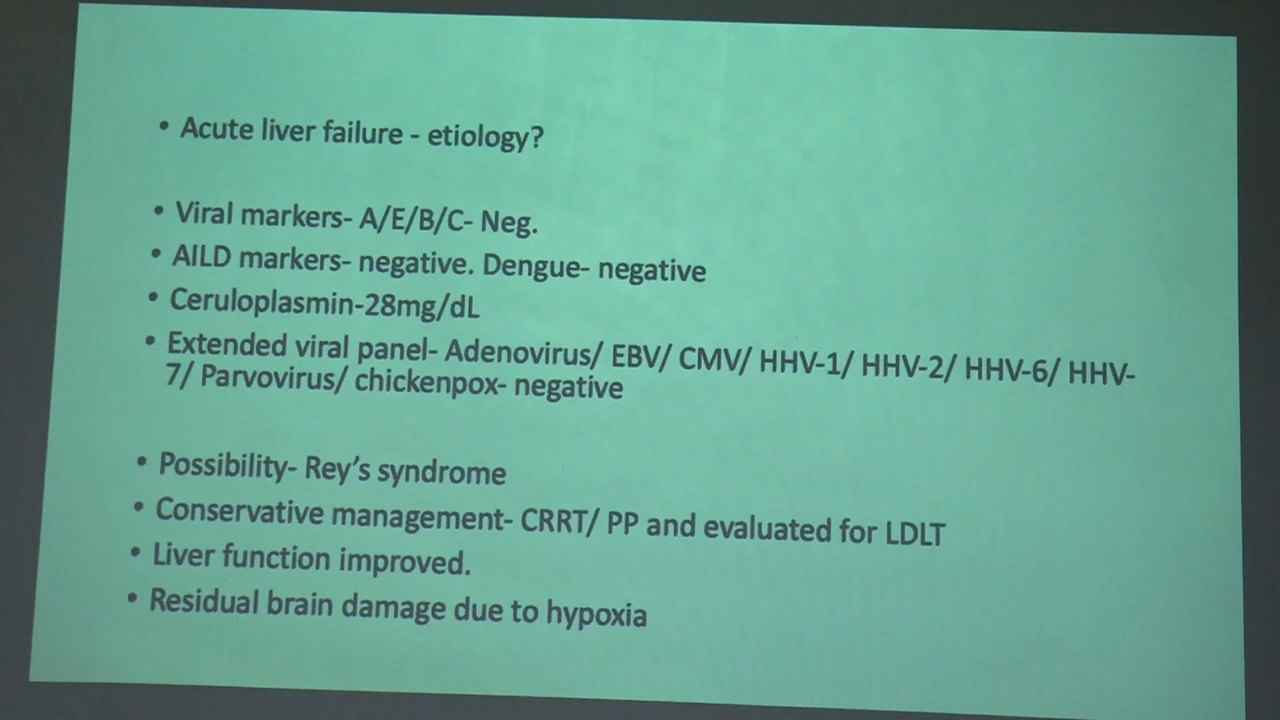 • Acute liver failure - etiology?
• Viral markers- A/E/B/C- Neg.
• AILD markers- negative. Dengue- negative
• Ceruloplasmin-28mg/dL
• Extended viral panel- Adenovirus/ EBV/ CMV/ HHV-1/ HHV-2/ HHV-6/ HHV-
7/ Parvovirus/ chickenpox- negative
• Possibility- Rey's syndrome
• Conservative management- CRRT/ PP and evaluated for LDLT
• Liver function improved.
• Residual brain damage due to hypoxia